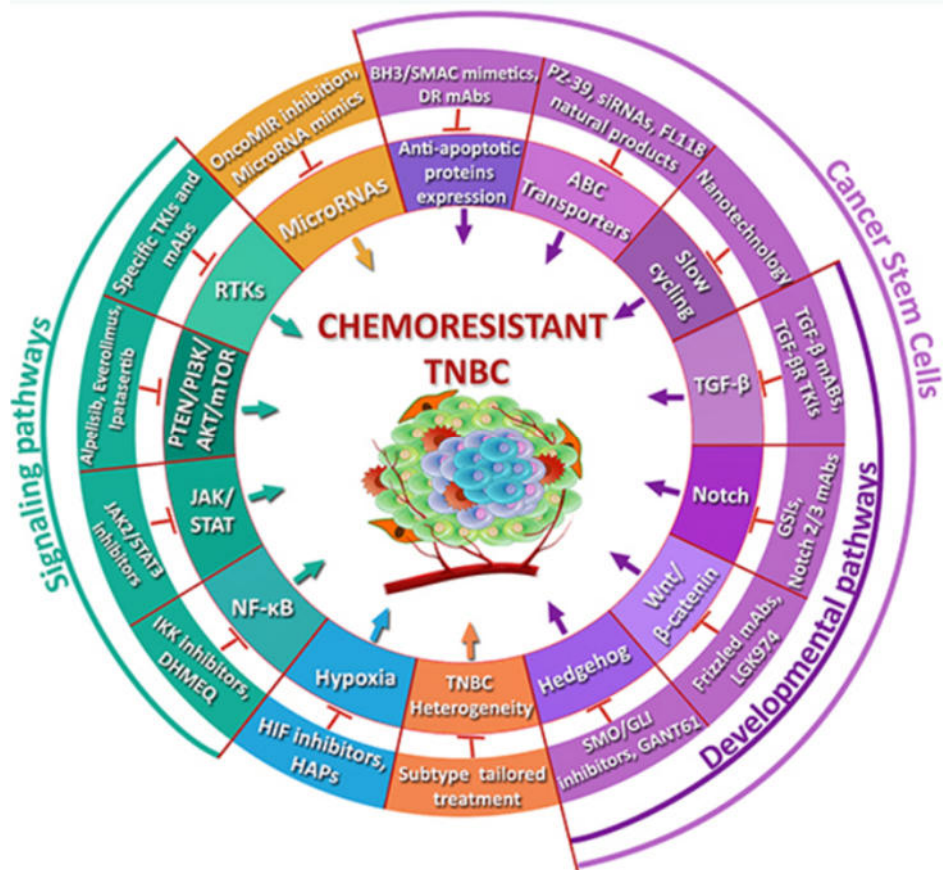 CHEMORESISTANT
TNBC
Cancer Stem Cells
Developmental pathways
Signaling pathways
BH3/SMAC mimetics,
DR mAbs
Anti-apoptotic
proteins
expression
PZ-39, siRNAs, FL118
natural products
ABC
Transporters
Nanotechnology
Slow
cycling
TGF-β mABs,
TGF-βR TKIs
TGF-β
GSIs,
Notch 2/3 mAbs
Notch
Frizzled mAbs,
LGK974
Wnt/
β-catenin
SMO/GLI
inhibitors, GANT61
Hedgehog
Subtype tailored
treatment
TNBC
Heterogeneity
HIF inhibitors,
HAPs
Hypoxia
IKK inhibitors,
DHMEQ
NF-κB
JAK2/STAT3
inhibitors
JAK/
STAT
Alpelisib, Everolimus,
Ipatasertib
PTEN/PI3K/
AKT/mTOR
Specific TKIs and
mAbs
RTKs
OncoMIR inhibition,
MicroRNA mimics
MicroRNAs